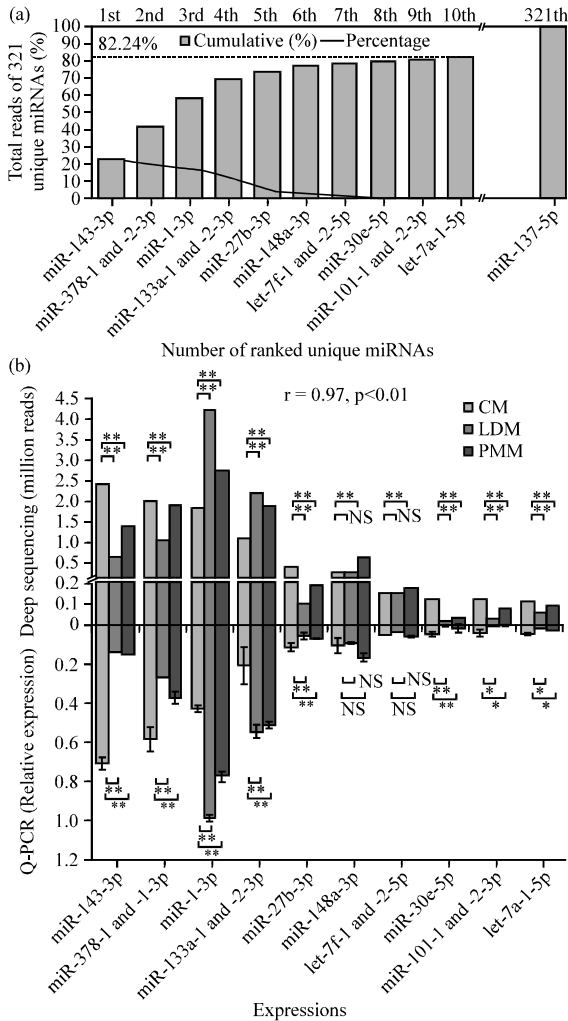 (a)
1st 2nd 3rd 4th 5th 6th 7th 8th 9th 10th 321th
Total reads of 321
unique miRNAs (%)
100
90
80
70
60
50
40
30
20
10
0
82.24%
Cumulative (%)
Percentage
miR-143-3p
miR-378-1 and -2-3p
miR-1-3p
miR-133a-1 and -2-3p
miR-27b-3p
miR-148a-3p
let-7f-1 and -2-5p
miR-30e-5p
miR-101-1 and -2-3p
let-7a-1-5p
miR-137-5p
Number of ranked unique miRNAs
(b)
Deep sequencing (million reads)
Q-PCR (Relative expression)
4.5
4.0
3.5
3.0
2.5
2.0
1.5
1.0
0.5
0.2
0.1
0
0.2
0.4
0.6
0.8
1.0
1.2
r = 0.97, p<0.01
CM
LDM
PMM
** ** ** ** ** ** ** ** ** **
** ** ** ** ** NS NS ** ** **
** ** ** ** ** NS NS ** * *
** ** ** ** ** NS NS ** * *
miR-143-3p
miR-378-1 and -1-3p
miR-1-3p
miR-133a-1 and -2-3p
miR-27b-3p
miR-148a-3p
let-7f-1 and -2-5p
miR-30e-5p
miR-101-1 and -2-3p
let-7a-1-5p
Expressions